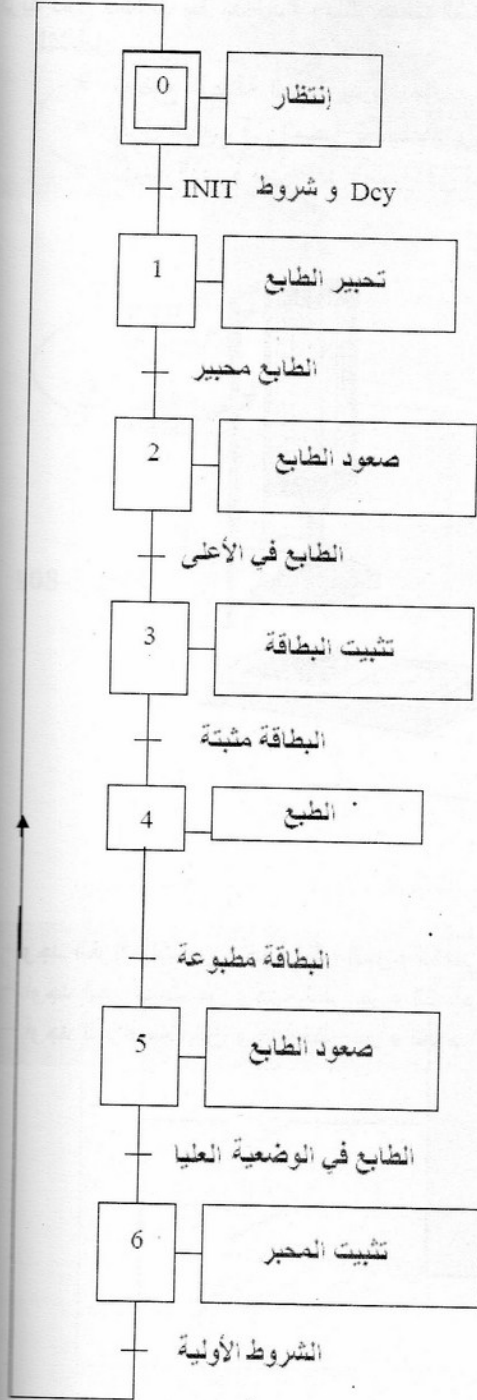 0
إنتظار
Dcy و شروط INIT
1
تحبير الطابع
الطابع محبير
2
صعود الطابع
الطابع في الأعلى
3
تثبيت البطاقة
البطاقة مثبتة
4
الطبع
البطاقة مطبوعة
5
صعود الطابع
الطابع في الوضعية العليا
6
تثبيت المحبر
الشروط الأولية